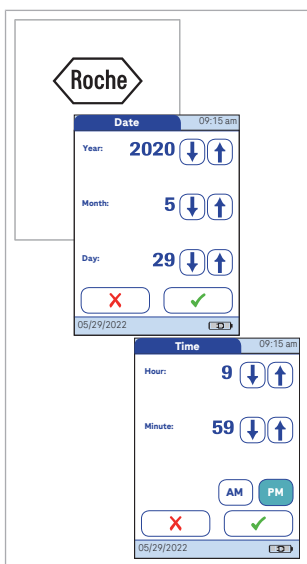 Roche
Date 09:15 am
Year: 2020
Month: 5
Day: 29
05/29/2022
Time 09:15 am
Hour: 9
Minute: 59
AM PM
05/29/2022